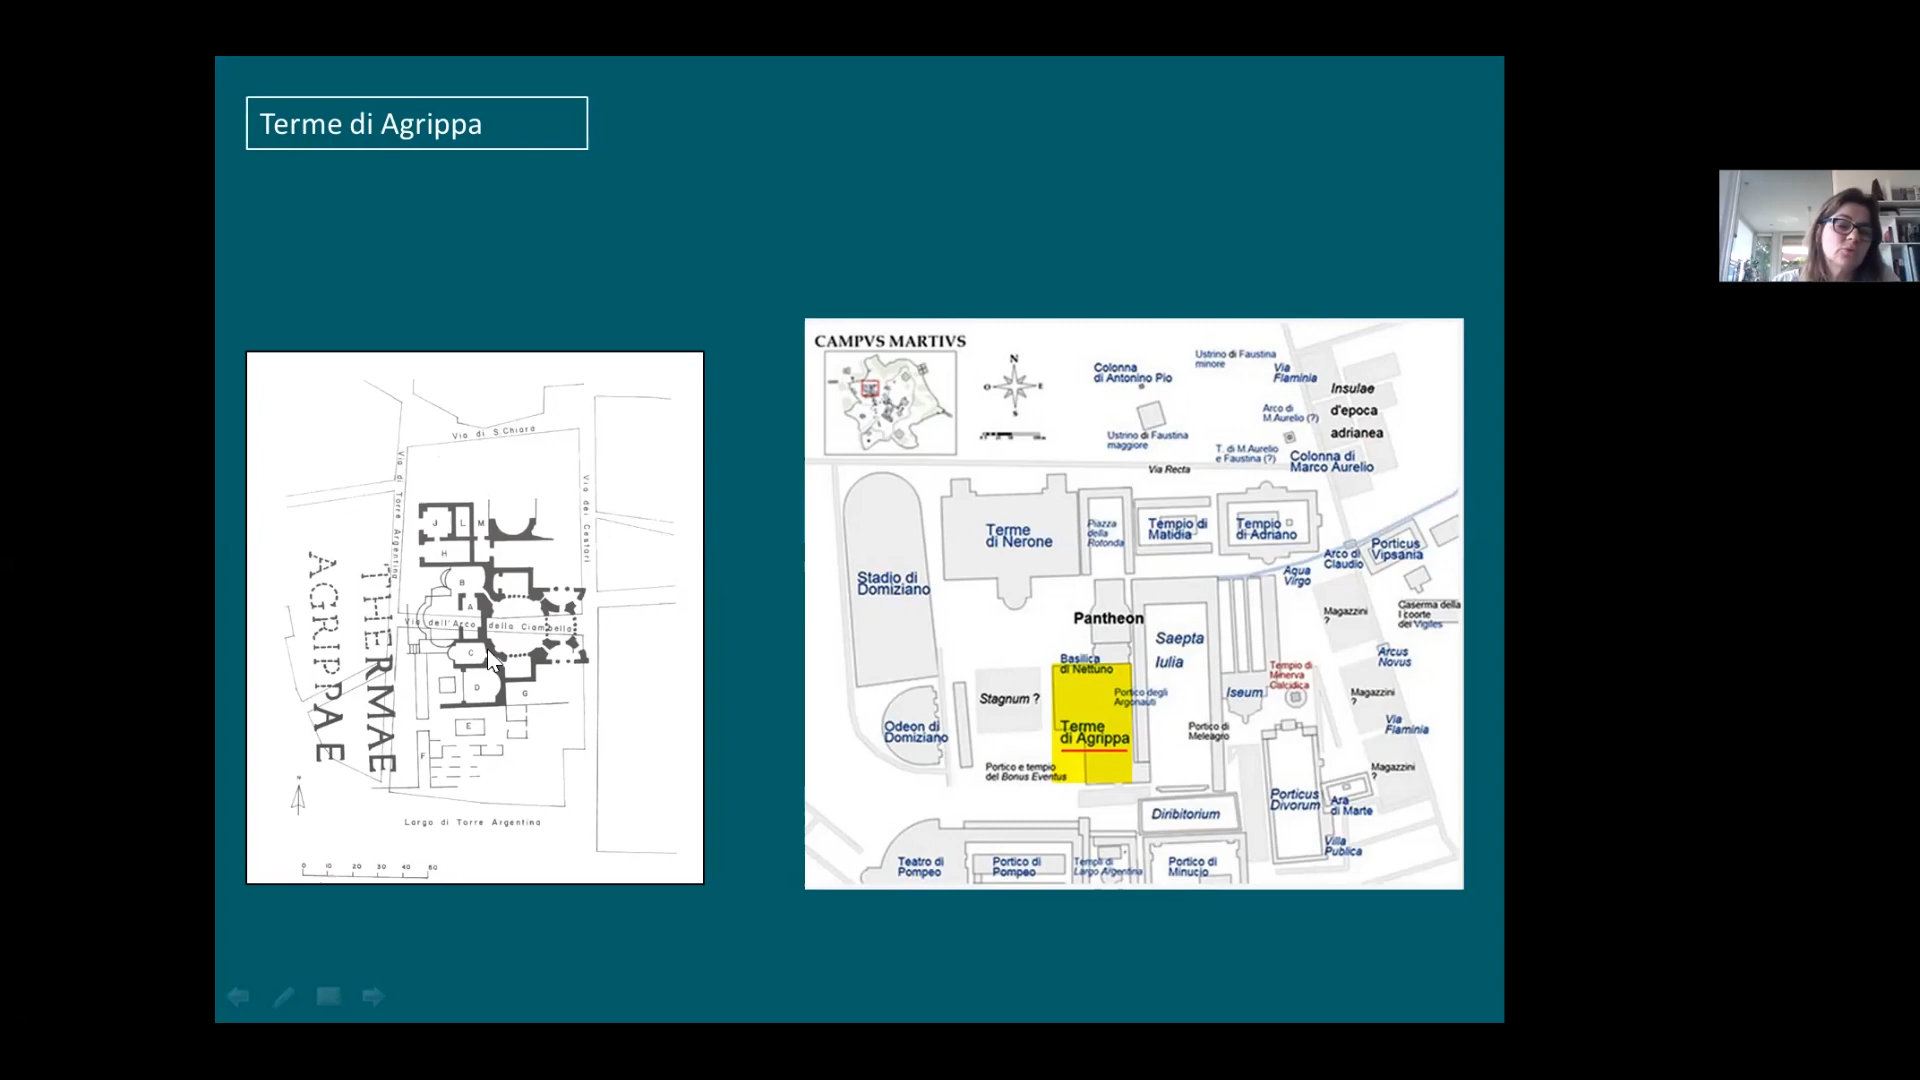 Terme di Agrippa
Via di S.Chiara
Via di Torre Argentina
Via dei Cestari
J
L
M
H
B
A
Via dell'Arco della Ciambella
C
D
G
E
F
THERMAE
AGRIPPAE
N
Largo di Torre Argentina
0 10 20 30 40 50
CAMPVS MARTIVS
N
O
E
S
Colonna
di Antonino Pio
Ustrino di Faustina
minore
Via
Flaminia
Insulae
d'epoca
adrianea
Arco di
M.Aurelio (?)
Ustrino di Faustina
maggiore
T. di M.Aurelio
e Faustina (?)
Colonna di
Marco Aurelio
Via Recta
Terme
di Nerone
Piazza
della
Rotonda
Tempio di
Matidia
Tempio
di Adriano
Arco di
Claudio
Porticus
Vipsania
Stadio di
Domiziano
Aqua
Virgo
Pantheon
Saepta
Iulia
Magazzini
?
Caserma della
I coorte
dei Vigiles
Basilica
di Nettuno
Arcus
Novus
Stagnum ?
Portico degli
Argonauti
Iseum
Tempio di
Minerva
Calcidica
Magazzini
?
Odeon di
Domiziano
Terme
di Agrippa
Portico di
Meleagro
Via
Flaminia
Portico e tempio
del Bonus Eventus
Magazzini
?
Diribitorium
Porticus
Divorum
Ara
di Marte
Villa
Publica
Teatro di
Pompeo
Portico di
Pompeo
Templi di
Largo Argentina
Portico di
Minucio